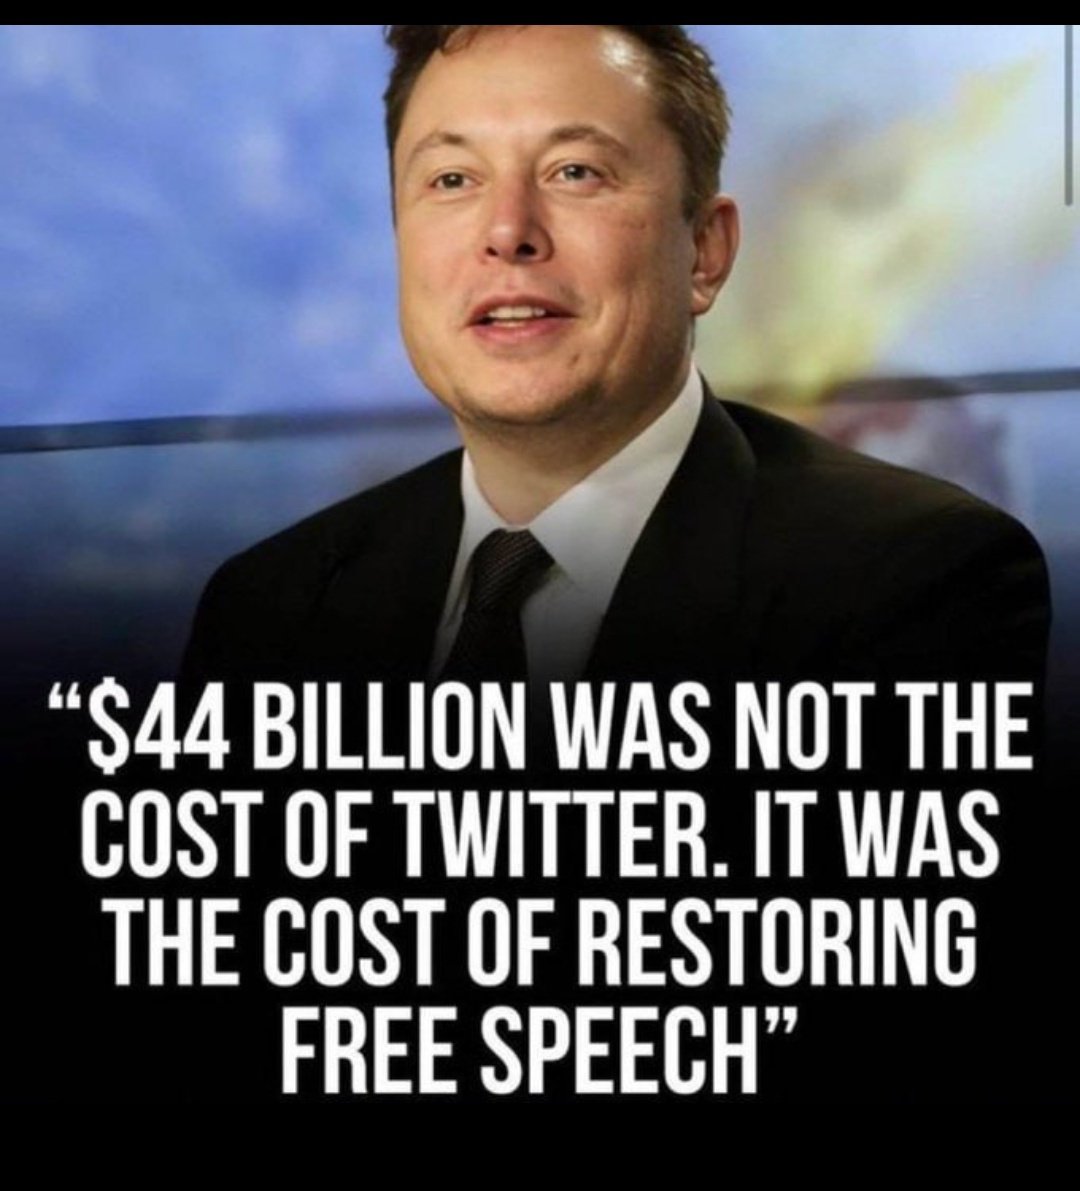 “$44 BILLION WAS NOT THE
COST OF TWITTER. IT WAS
THE COST OF RESTORING
FREE SPEECH”